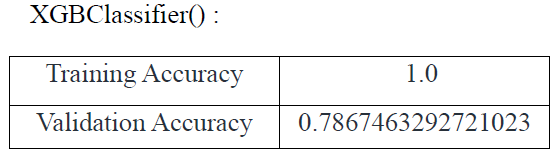 XGBClassifier() :
Training Accuracy 1.0
Validation Accuracy 0.7867463292721023